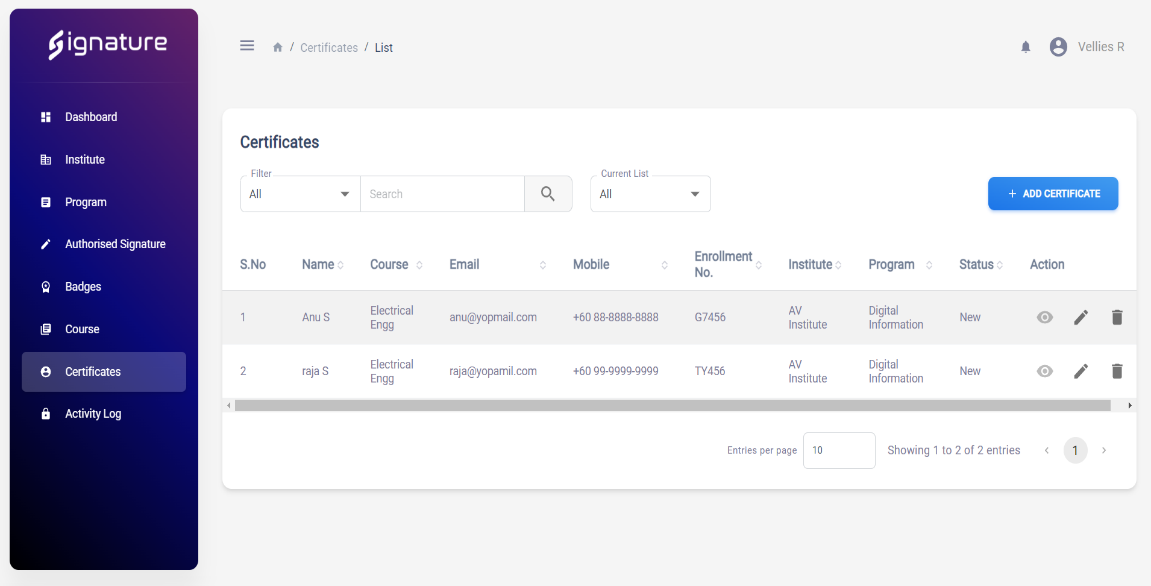 Signature
Dashboard
Institute
Program
Authorised Signature
Badges
Course
Certificates
Activity Log
/ Certificates / List
Vellies R
Certificates
Filter
All
Search
Current List
All
+ ADD CERTIFICATE
S.No Name Course Email Mobile Enrollment No. Institute Program Status Action
1 Anu S Electrical Engg anu@yopmail.com +60 88-8888-8888 G7456 AV Institute Digital Information New
2 raja S Electrical Engg raja@yopamil.com +60 99-9999-9999 TY456 AV Institute Digital Information New
Entries per page 10 Showing 1 to 2 of 2 entries ‹ 1 ›